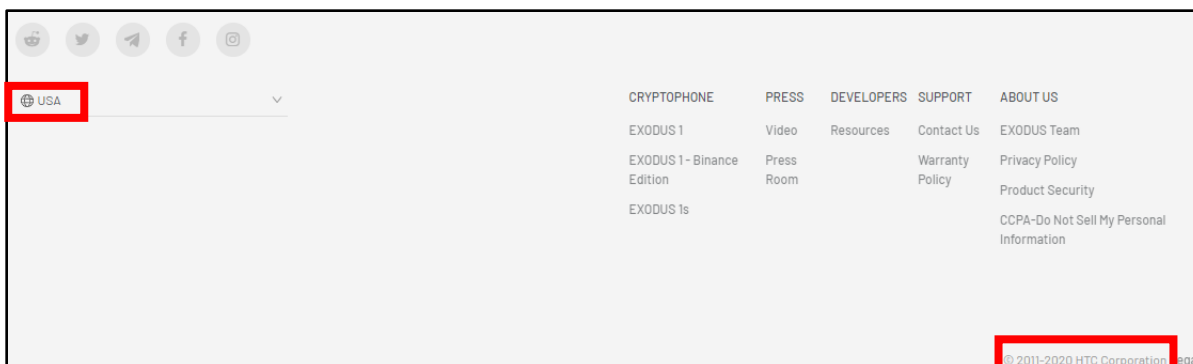 USA
CRYPTOPHONE
EXODUS 1
EXODUS 1 - Binance
Edition
EXODUS 1s
PRESS
Video
Press
Room
DEVELOPERS
Resources
SUPPORT
Contact Us
Warranty
Policy
ABOUT US
EXODUS Team
Privacy Policy
Product Security
CCPA-Do Not Sell My Personal
Information
© 2011-2020 HTC Corporation